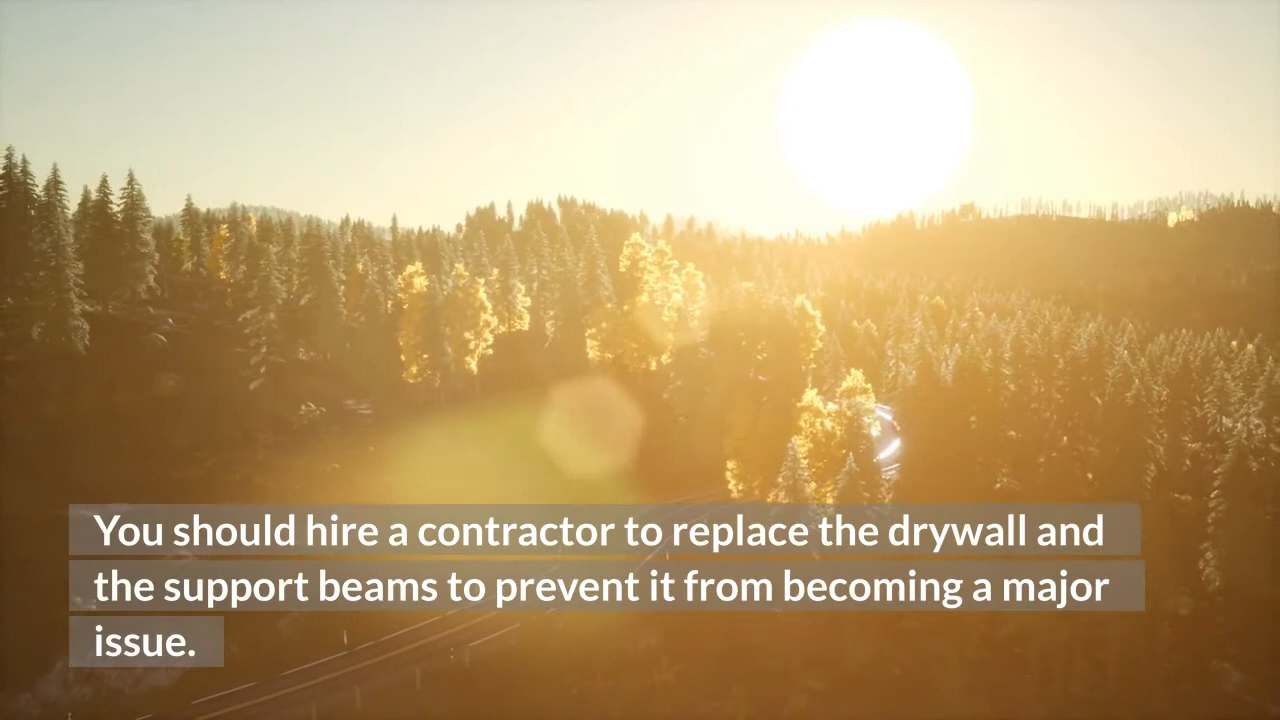 You should hire a contractor to replace the drywall and
the support beams to prevent it from becoming a major
issue.